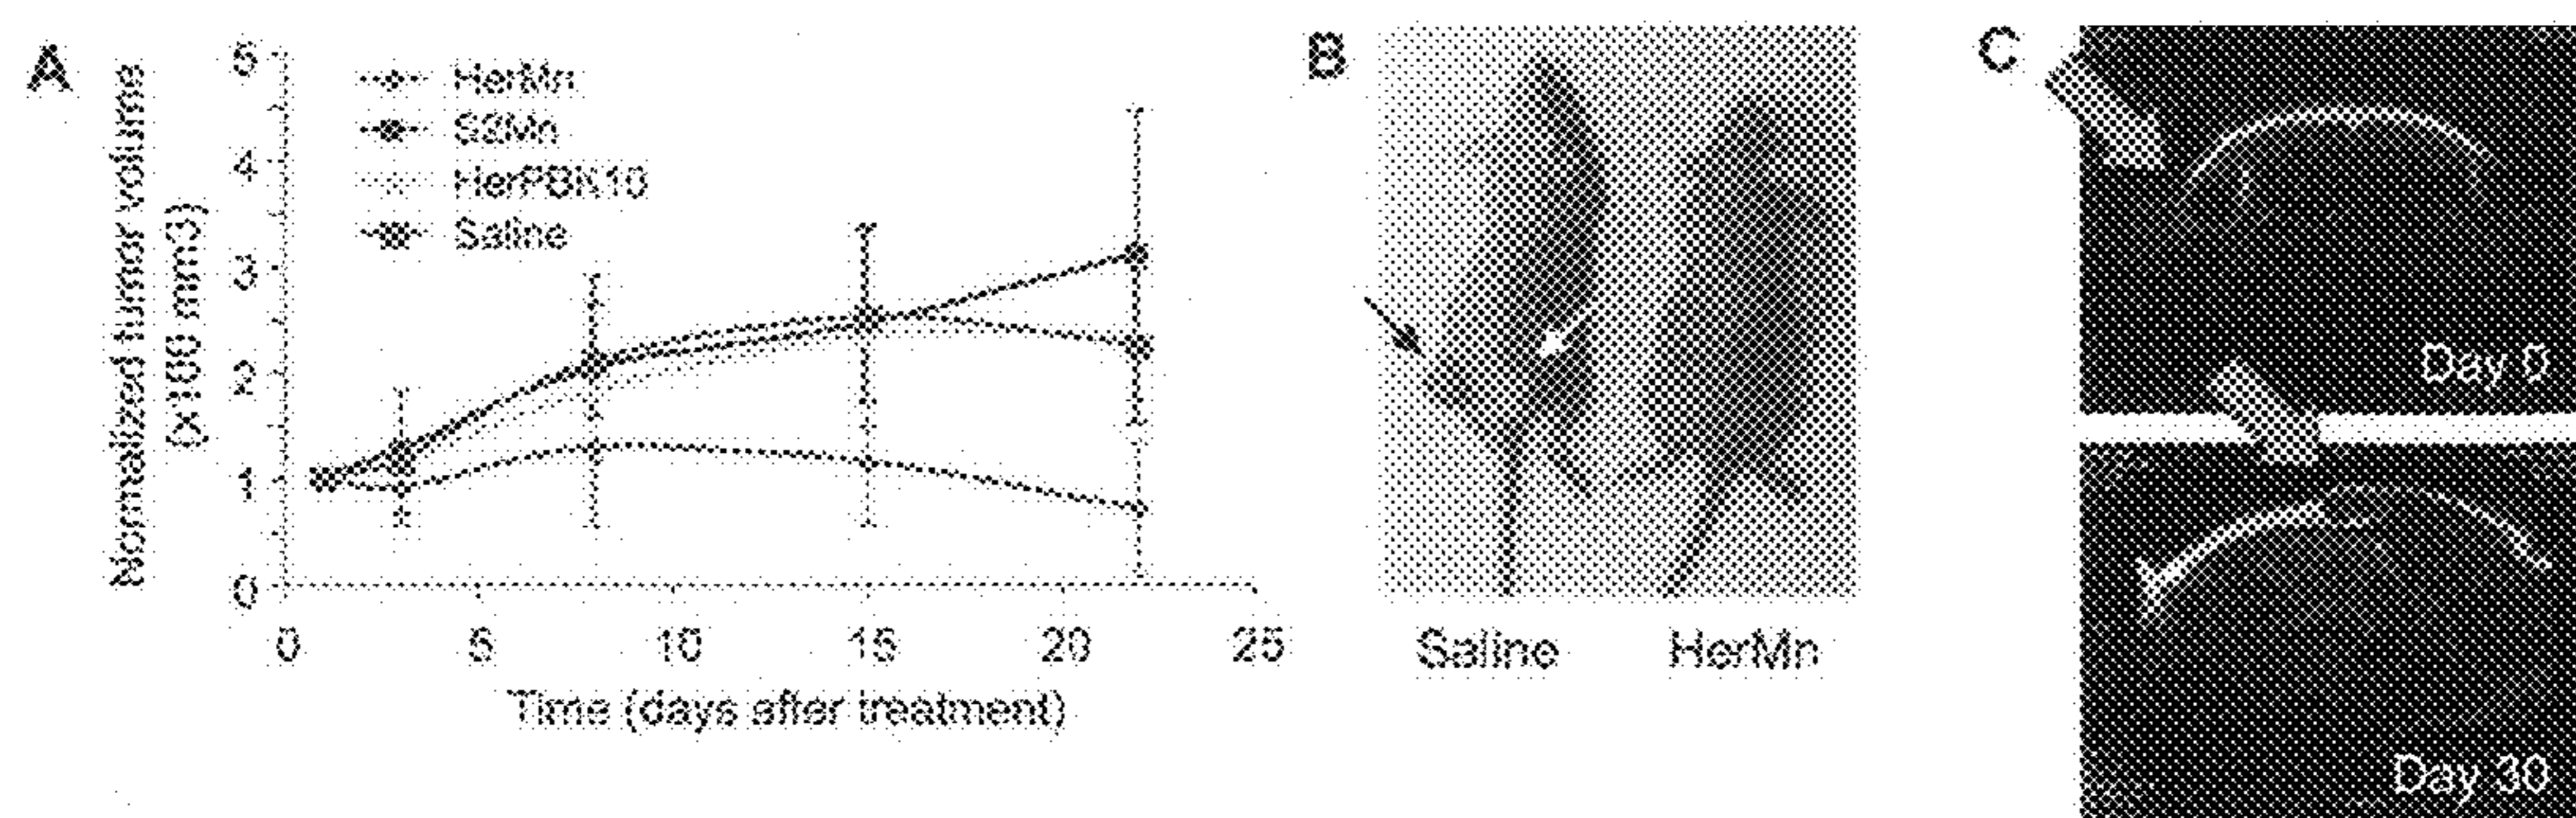 A
Normalized tumor volume
(x100 mm3)
5
4
3
2
1
0
HerMn
S2Mn
HerPBK10
Saline
0
5
10
15
20
25
Time (days after treatment)
B
Saline
HerMn
C
Day 0
Day 30